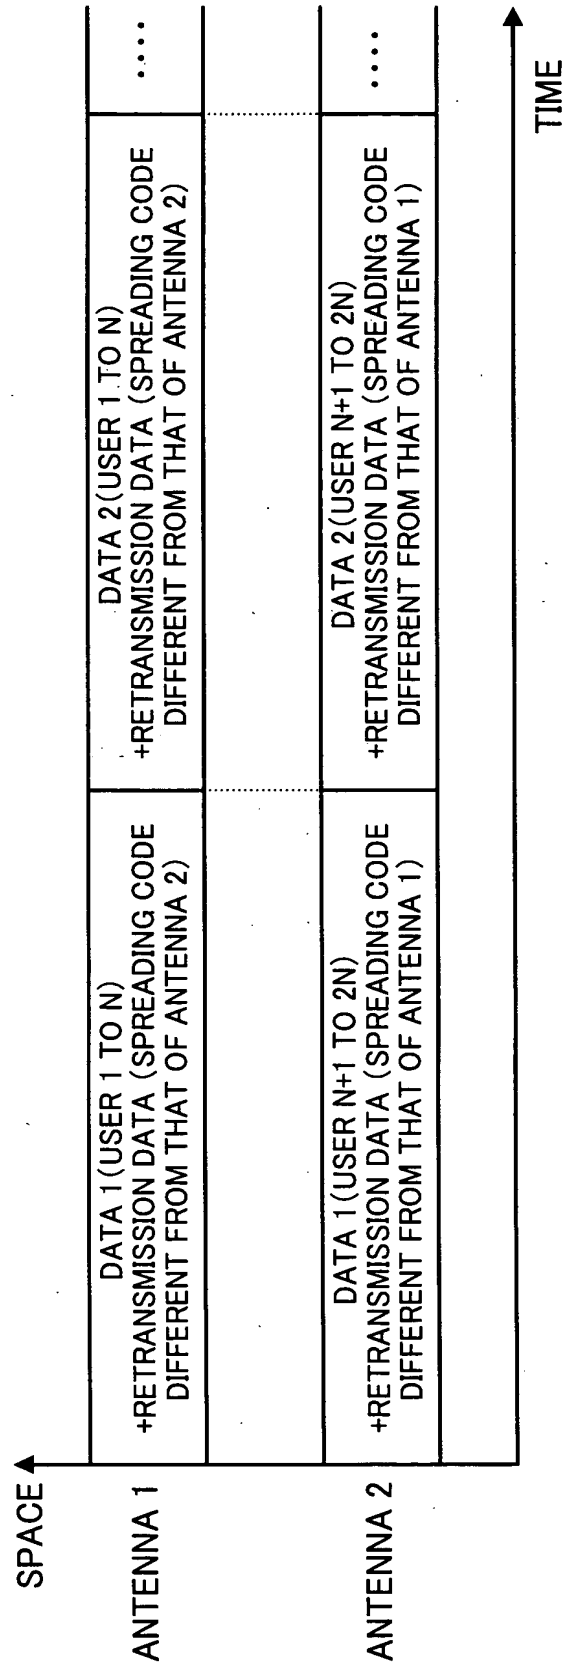 SPACE
ANTENNA 1
DATA 1(USER 1 TO N)
+RETRANSMISSION DATA (SPREADING CODE
DIFFERENT FROM THAT OF ANTENNA 2)
DATA 2(USER 1 TO N)
+RETRANSMISSION DATA (SPREADING CODE
DIFFERENT FROM THAT OF ANTENNA 2)
....
ANTENNA 2
DATA 1(USER N+1 TO 2N)
+RETRANSMISSION DATA (SPREADING CODE
DIFFERENT FROM THAT OF ANTENNA 1)
DATA 2(USER N+1 TO 2N)
+RETRANSMISSION DATA (SPREADING CODE
DIFFERENT FROM THAT OF ANTENNA 1)
....
TIME